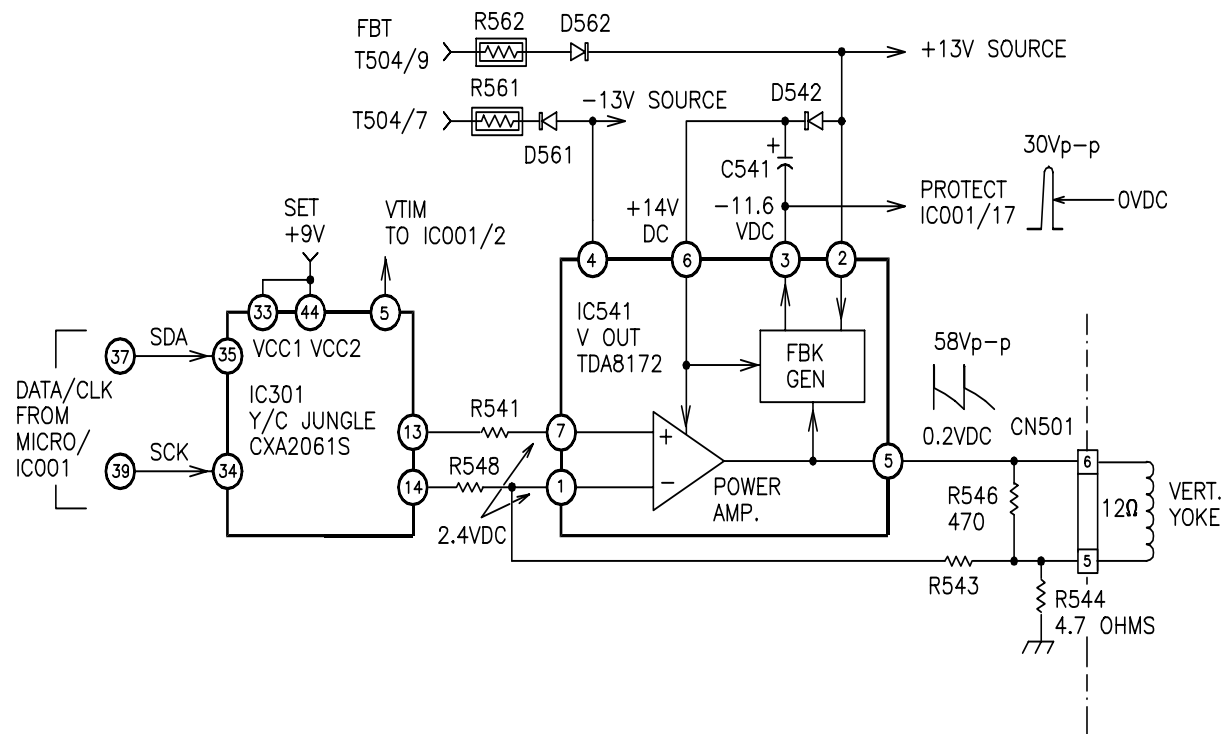 FBT
T504/9
R562
D562
+13V SOURCE
T504/7
R561
D561
-13V SOURCE
D542
+
C541
30Vp-p
0VDC
PROTECT
IC001/17
-11.6
VDC
+14V
DC
SET
+9V
VTIM
TO IC001/2
4
6
3
2
33
44
5
VCC1 VCC2
IC541
V OUT
TDA8172
FBK
GEN
DATA/CLK
FROM
MICRO/
IC001
37
SDA
35
39
SCK
34
IC301
Y/C JUNGLE
CXA2061S
13
14
R541
R548
2.4VDC
7
1
+
-
POWER
AMP.
5
58Vp-p
0.2VDC
CN501
R546
470
6
5
12Ω
VERT.
YOKE
R543
R544
4.7 OHMS